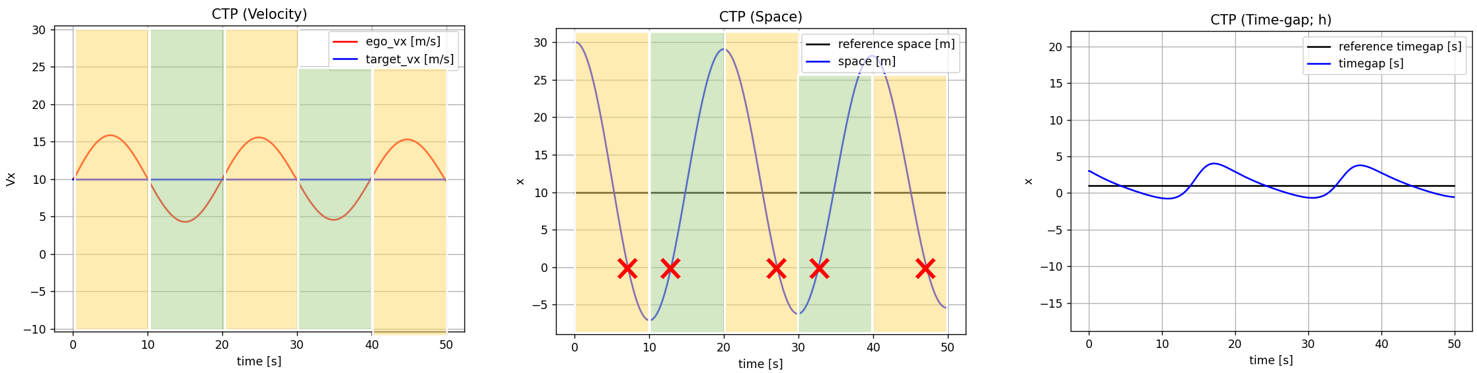 CTP (Velocity)
ego_vx [m/s]
target_vx [m/s]
30
25
20
15
10
5
0
−5
−10
Vx
0
10
20
30
40
50
time [s]
CTP (Space)
reference space [m]
space [m]
30
25
20
15
10
5
0
−5
x
0
10
20
30
40
50
time [s]
CTP (Time-gap; h)
reference timegap [s]
timegap [s]
20
15
10
5
0
−5
−10
−15
x
0
10
20
30
40
50
time [s]